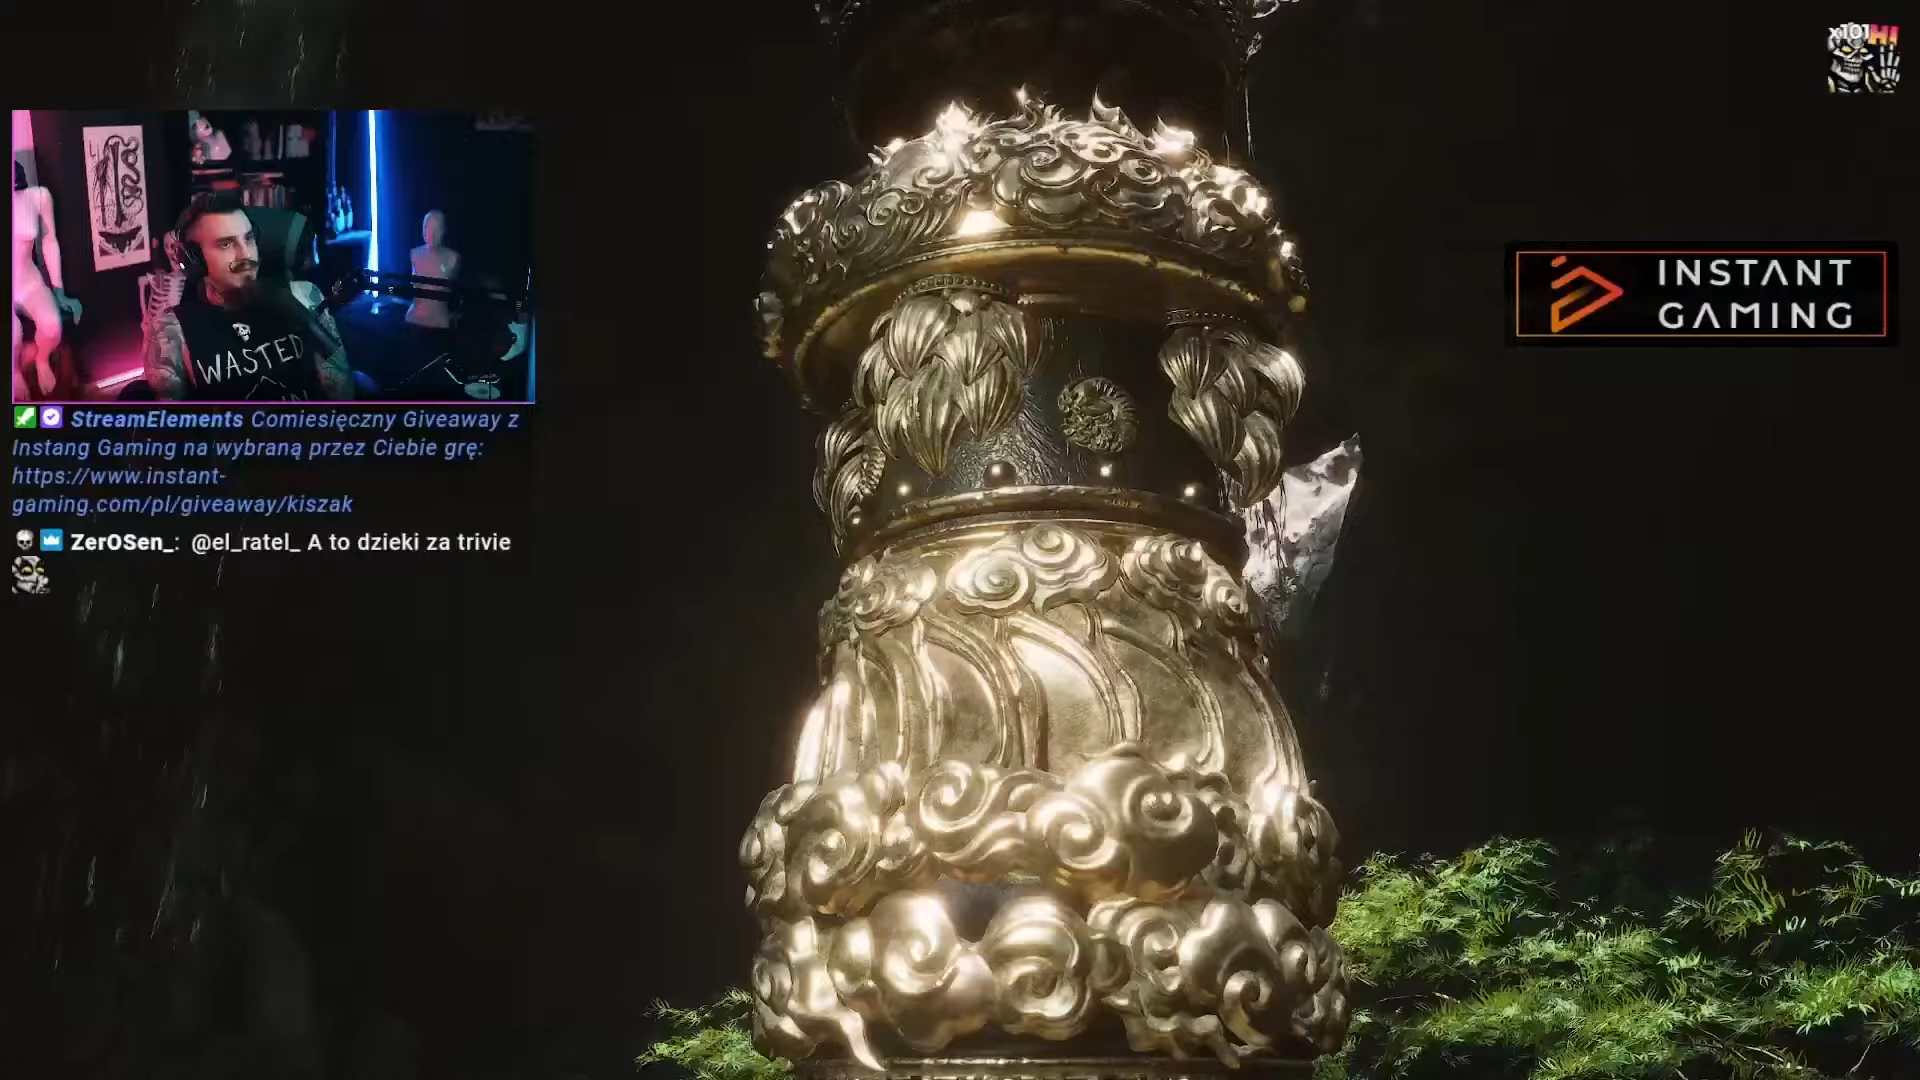 x101HI
INSTANT
GAMING
WASTED
StreamElements Comiesięczny Giveaway z
Instang Gaming na wybraną przez Ciebie grę:
https://www.instant-
gaming.com/pl/giveaway/kiszak
ZerOSen_: @el_ratel_ A to dzieki za trivie